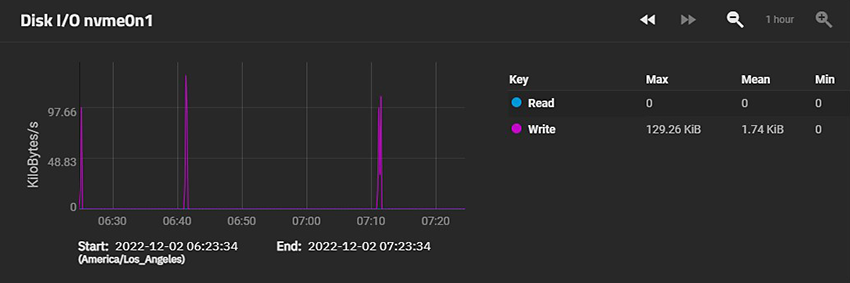 Disk I/O nvme0n1
1 hour
Key Max Mean Min
Read 0 0 0
Write 129.26 KiB 1.74 KiB 0
KiloBytes/s
97.66
48.83
0
06:30 06:40 06:50 07:00 07:10 07:20
Start: 2022-12-02 06:23:34 End: 2022-12-02 07:23:34
(America/Los_Angeles)